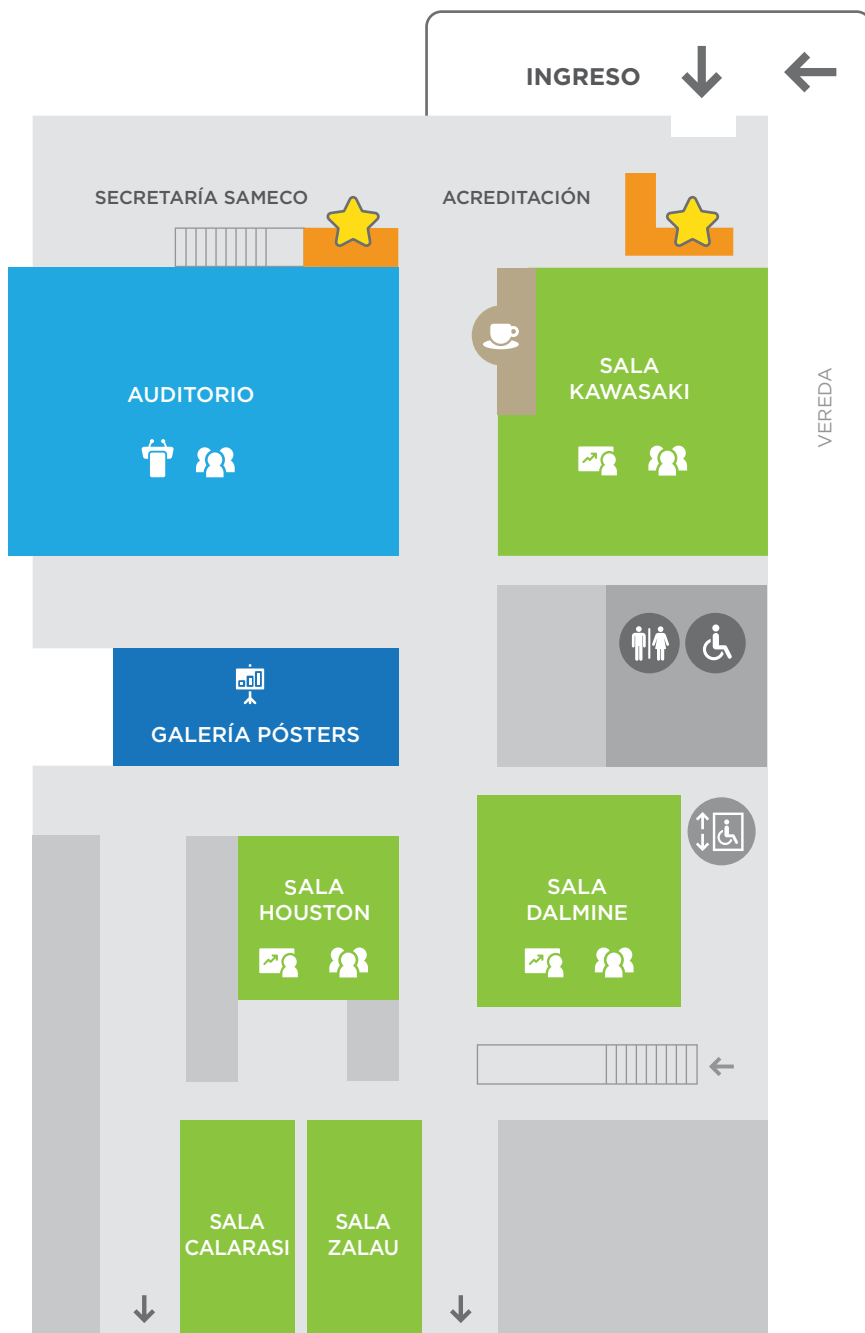 INGRESO
SECRETARÍA SAMECO
ACREDITACIÓN
AUDITORIO
SALA
KAWASAKI
VEREDA
GALERÍA PÓSTERS
SALA
HOUSTON
SALA
DALMINE
SALA
CALARASI
SALA
ZALAU